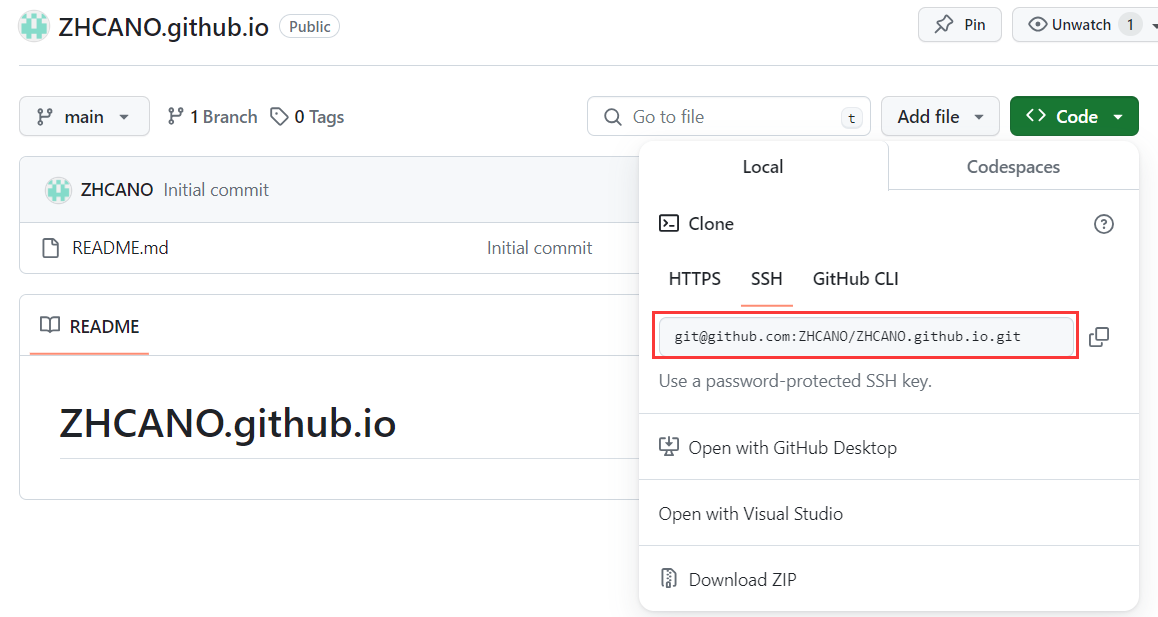 ZHCANO.github.io Public Pin Unwatch 1
main 1 Branch 0 Tags Go to file t Add file Code
Local Codespaces
ZHCANO Initial commit
Clone
README.md Initial commit
HTTPS SSH GitHub CLI
README
git@github.com:ZHCANO/ZHCANO.github.io.git
Use a password-protected SSH key.
ZHCANO.github.io
Open with GitHub Desktop
Open with Visual Studio
Download ZIP